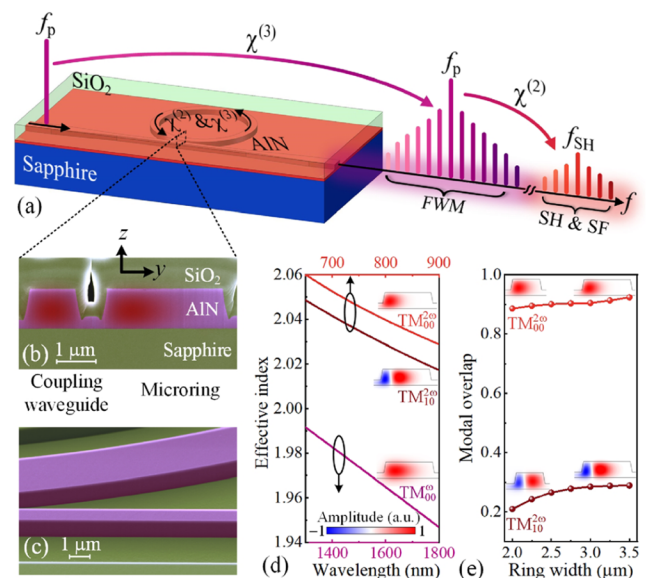 f_p
χ^(3)
SiO₂
χ^(2) & χ^(3)
AlN
Sapphire
f_p
χ^(2)
f_SH
f
FWM
SH & SF
(a)
z
y
SiO₂
AlN
Sapphire
(b)
1 μm
Coupling
waveguide
Microring
(c)
1 μm
700 800 900
2.06
2.04
2.02
2.00
1.98
1.96
1.94
Effective index
TM₀₀^2ω
TM₁₀^2ω
TM₀₀^ω
Amplitude (a.u.)
−1 1
1400 1600 1800
(d) Wavelength (nm)
1.0
0.8
0.6
0.4
0.2
0.0
Modal overlap
TM₀₀^2ω
TM₁₀^2ω
2.0 2.5 3.0 3.5
(e) Ring width (μm)